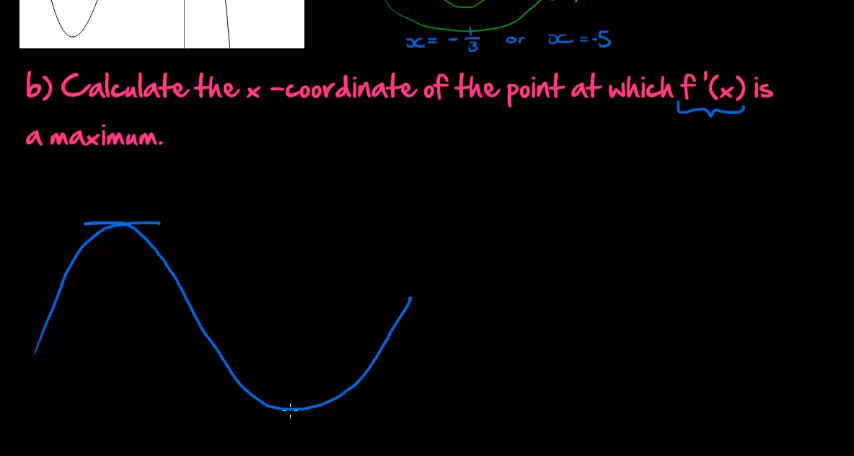 x = - 1/3 or x = -5
b) Calculate the x -coordinate of the point at which f '(x) is
a maximum.